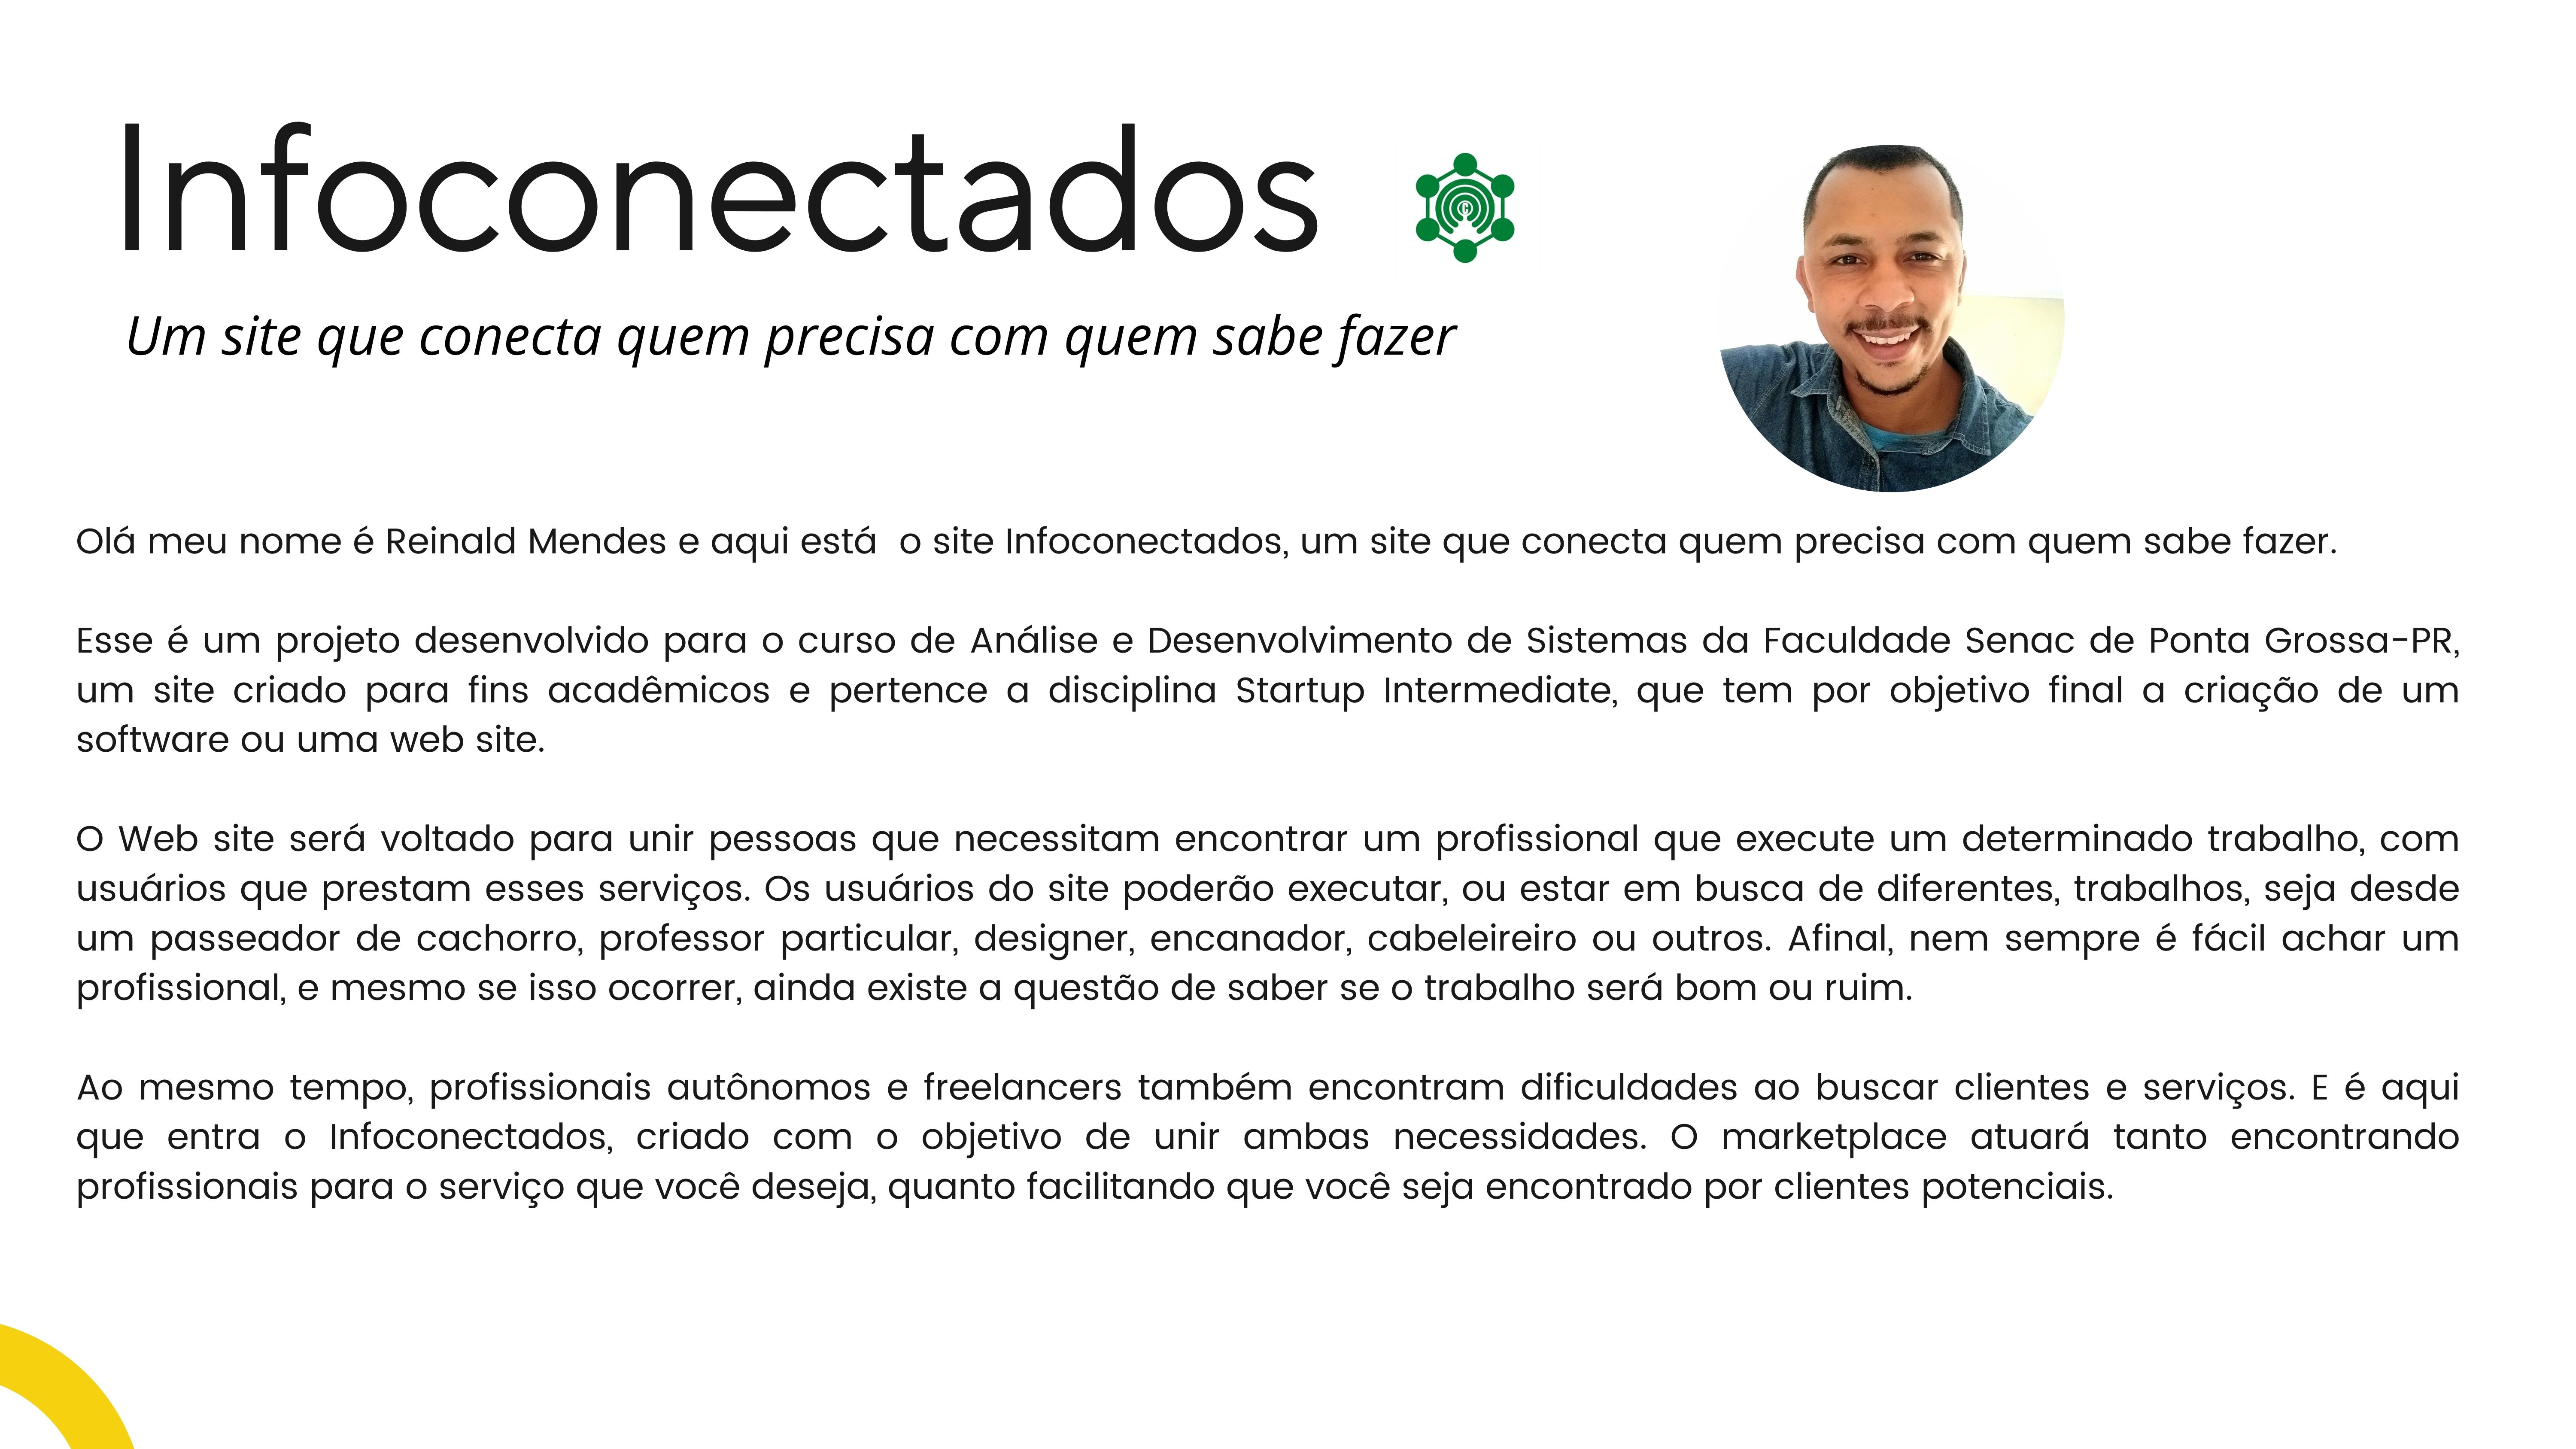 Infoconectados
Um site que conecta quem precisa com quem sabe fazer
Olá meu nome é Reinald Mendes e aqui está  o site Infoconectados, um site que conecta quem precisa com quem sabe fazer.
Esse é um projeto desenvolvido para o curso de Análise e Desenvolvimento de Sistemas da Faculdade Senac de Ponta Grossa-PR,
um site criado para fins acadêmicos e pertence a disciplina Startup Intermediate, que tem por objetivo final a criação de um
software ou uma web site.
O Web site será voltado para unir pessoas que necessitam encontrar um profissional que execute um determinado trabalho, com
usuários que prestam esses serviços. Os usuários do site poderão executar, ou estar em busca de diferentes, trabalhos, seja desde
um passeador de cachorro, professor particular, designer, encanador, cabeleireiro ou outros. Afinal, nem sempre é fácil achar um
profissional, e mesmo se isso ocorrer, ainda existe a questão de saber se o trabalho será bom ou ruim.
Ao mesmo tempo, profissionais autônomos e freelancers também encontram dificuldades ao buscar clientes e serviços. E é aqui
que entra o Infoconectados, criado com o objetivo de unir ambas necessidades. O marketplace atuará tanto encontrando
profissionais para o serviço que você deseja, quanto facilitando que você seja encontrado por clientes potenciais.